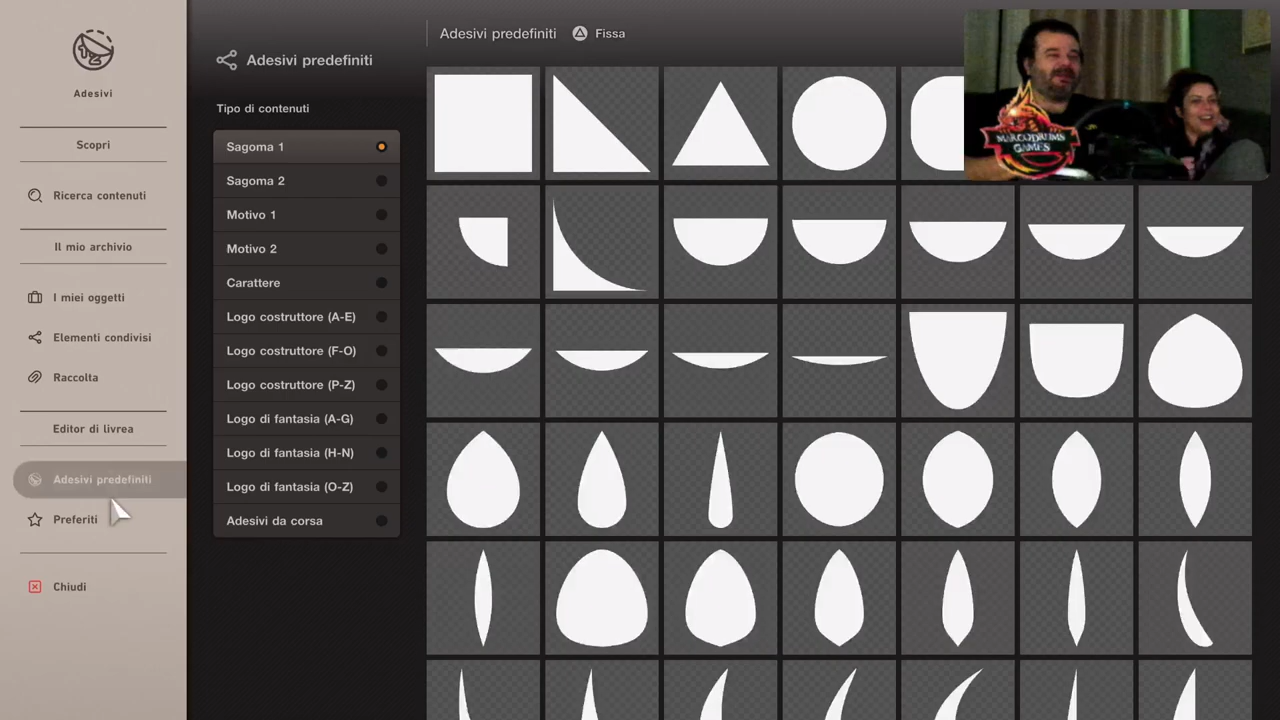 Adesivi
Scopri
Ricerca contenuti
Il mio archivio
I miei oggetti
Elementi condivisi
Raccolta
Editor di livrea
Adesivi predefiniti
Preferiti
Chiudi
Adesivi predefiniti
Tipo di contenuti
Sagoma 1
Sagoma 2
Motivo 1
Motivo 2
Carattere
Logo costruttore (A-E)
Logo costruttore (F-O)
Logo costruttore (P-Z)
Logo di fantasia (A-G)
Logo di fantasia (H-N)
Logo di fantasia (O-Z)
Adesivi da corsa
Adesivi predefiniti Fissa
MARCODRUMS
GAMES